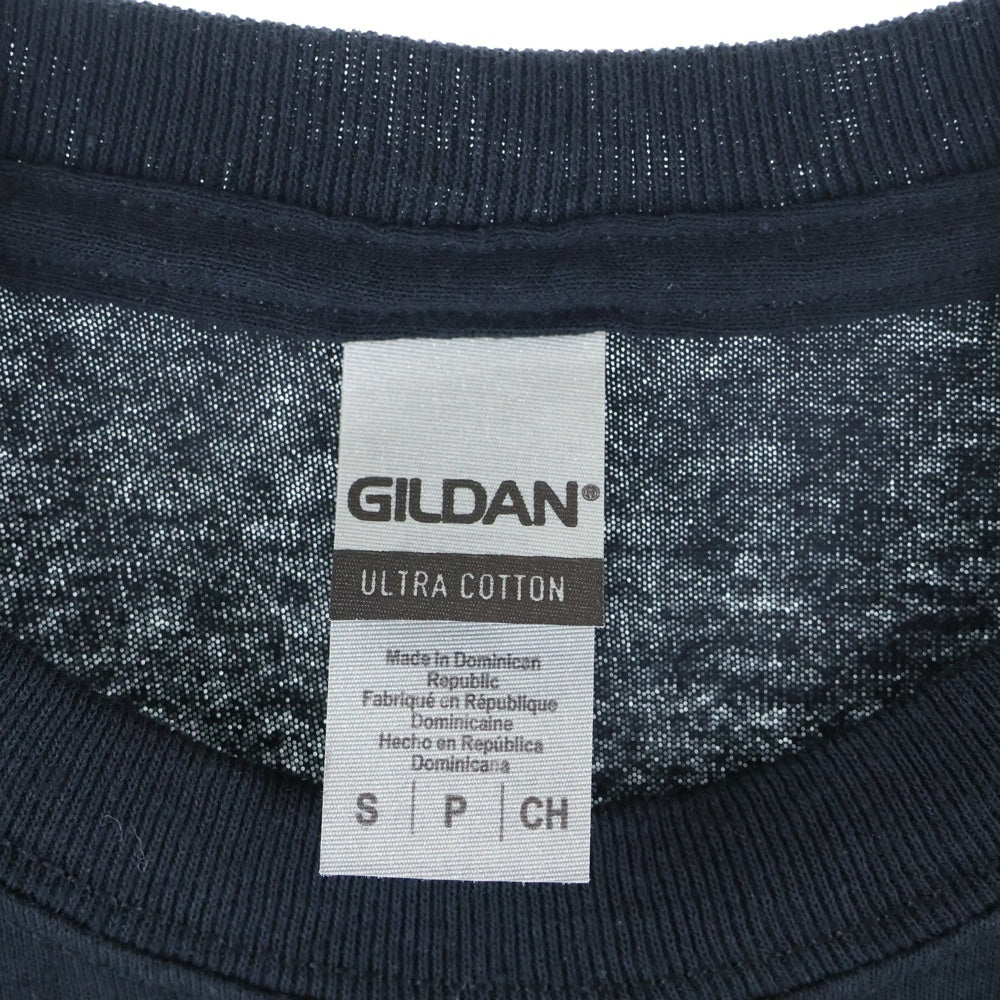 GILDAN®
ULTRA COTTON
Made in Dominican
Republic
Fabriqué en République
Dominicaine
Hecho en República
Dominicana
S | P | CH